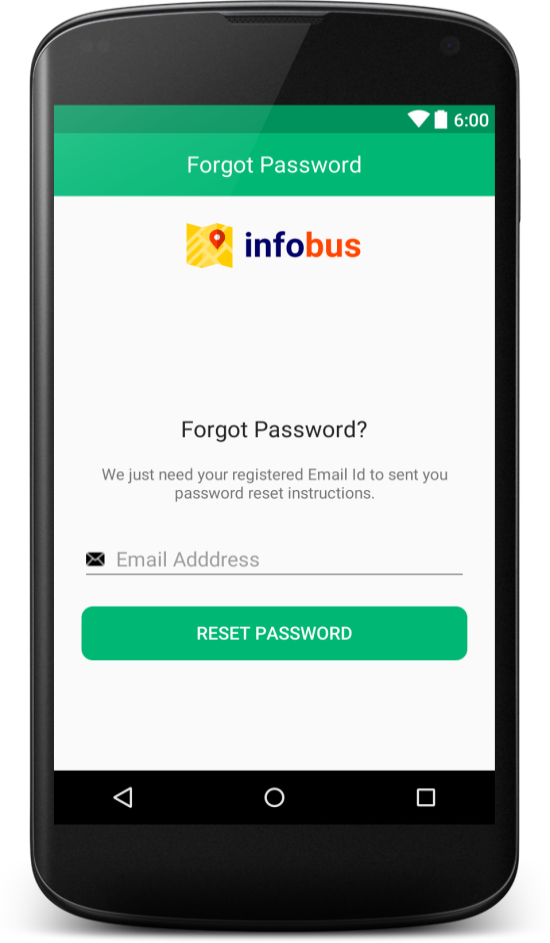 6:00
Forgot Password
infobus
Forgot Password?
We just need your registered Email Id to sent you
password reset instructions.
Email Adddress
RESET PASSWORD